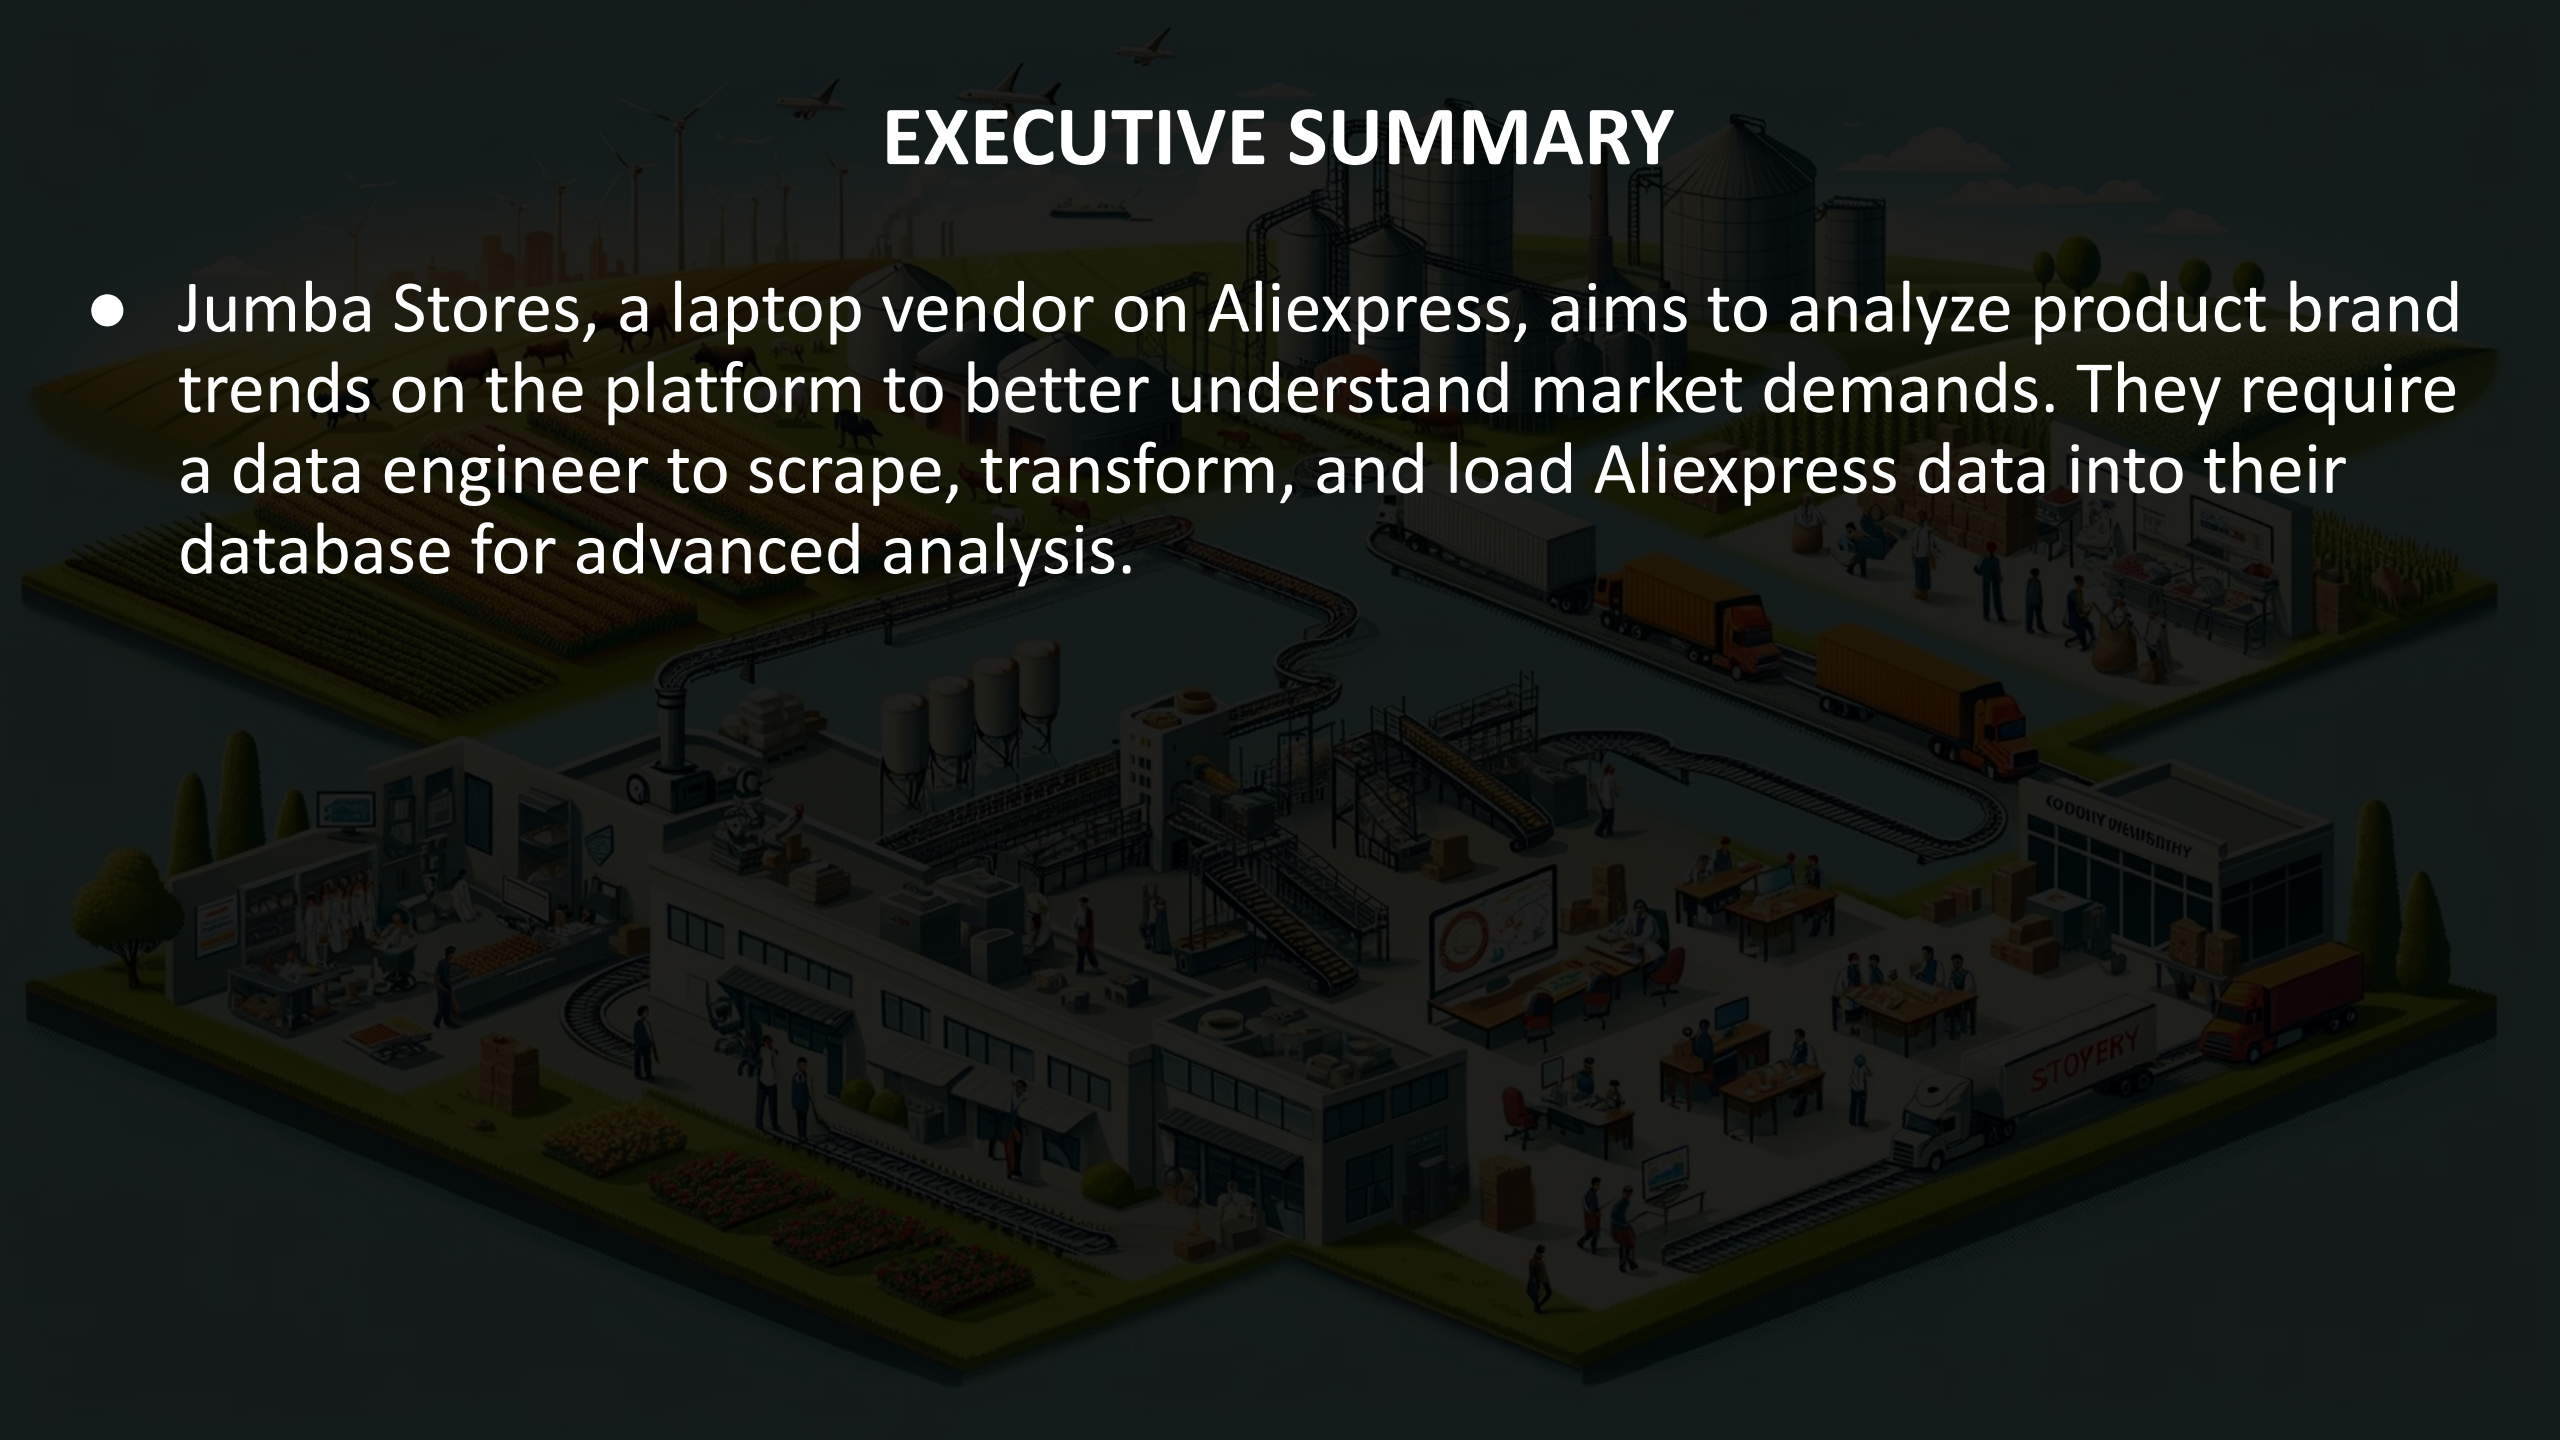 EXECUTIVE SUMMARY
● Jumba Stores, a laptop vendor on Aliexpress, aims to analyze product brand
trends on the platform to better understand market demands. They require
a data engineer to scrape, transform, and load Aliexpress data into their
database for advanced analysis.
STOYERY